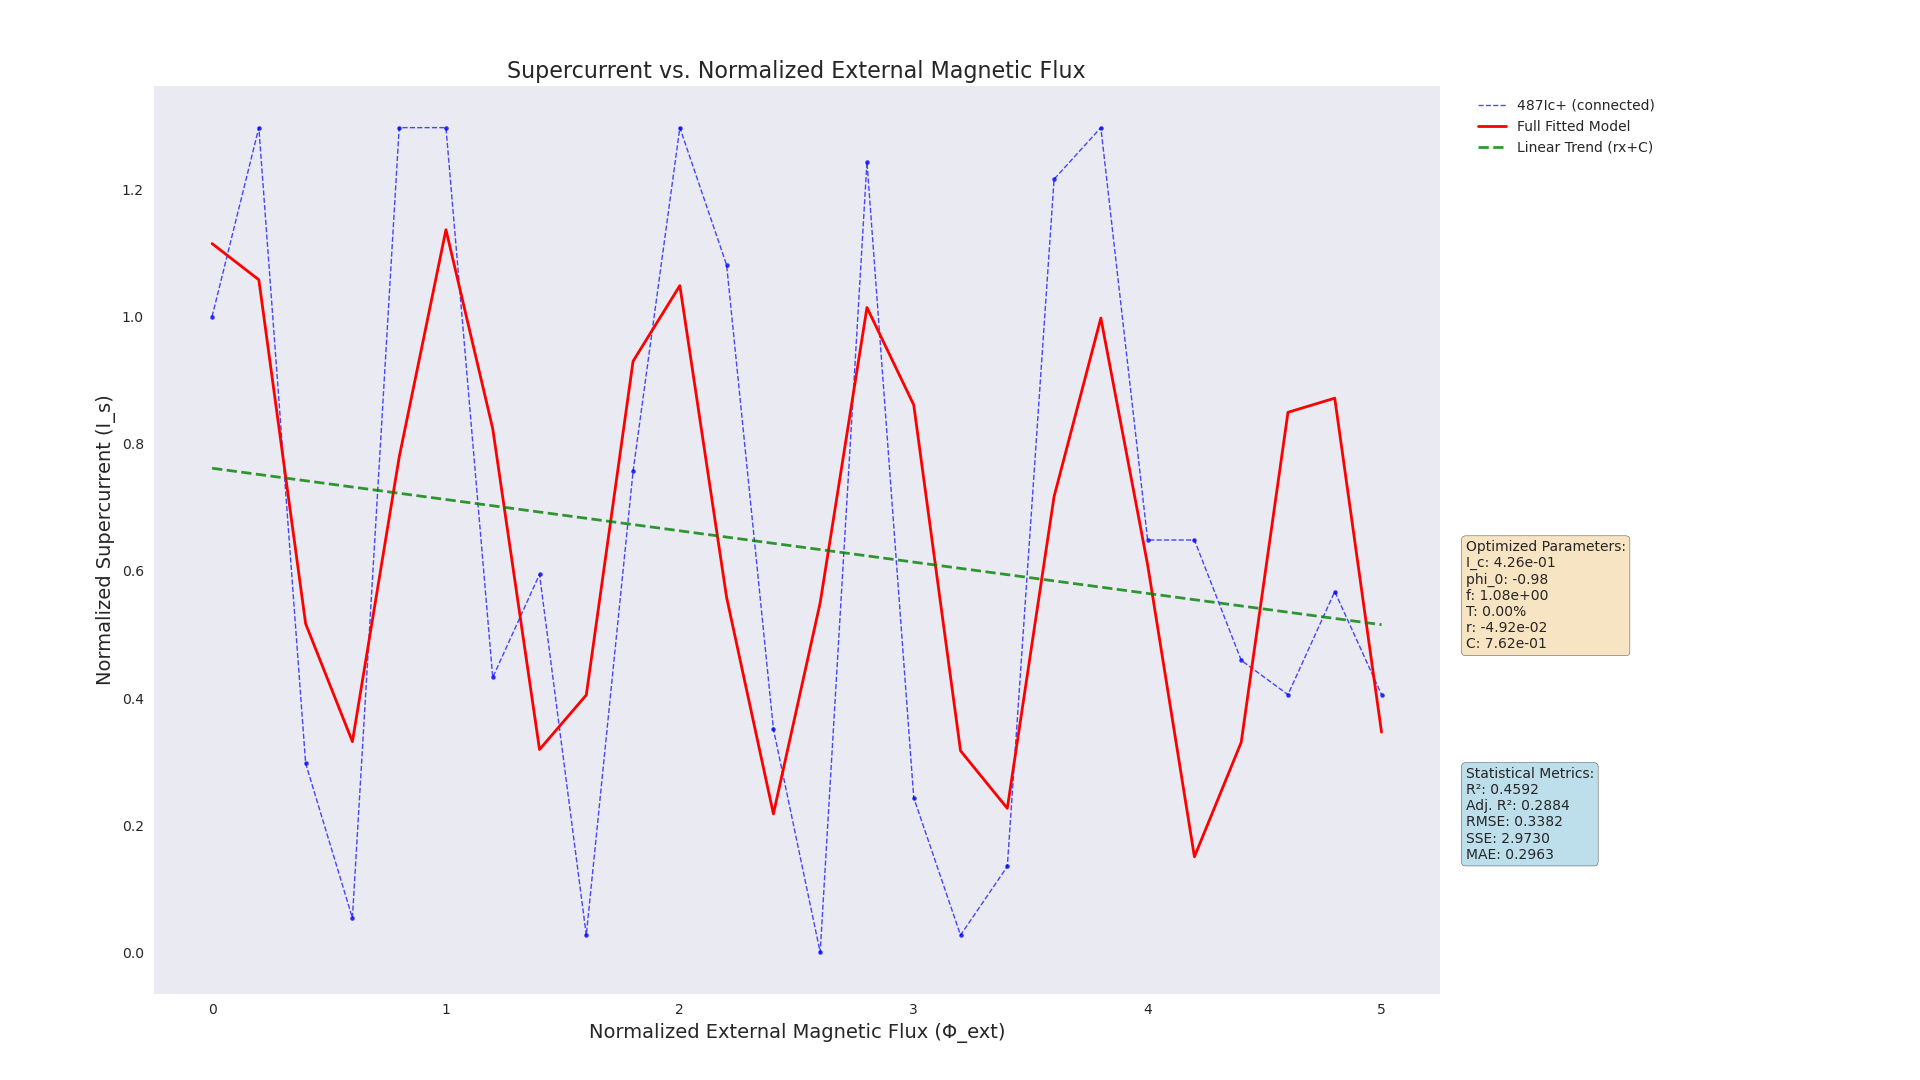 Supercurrent vs. Normalized External Magnetic Flux
487Ic+ (connected)
Full Fitted Model
Linear Trend (rx+C)
Normalized Supercurrent (I_s)
1.2
1.0
0.8
0.6
0.4
0.2
0.0
0 1 2 3 4 5
Normalized External Magnetic Flux (Φ_ext)
Optimized Parameters:
I_c: 4.26e-01
phi_0: -0.98
f: 1.08e+00
T: 0.00%
r: -4.92e-02
C: 7.62e-01
Statistical Metrics:
R²: 0.4592
Adj. R²: 0.2884
RMSE: 0.3382
SSE: 2.9730
MAE: 0.2963